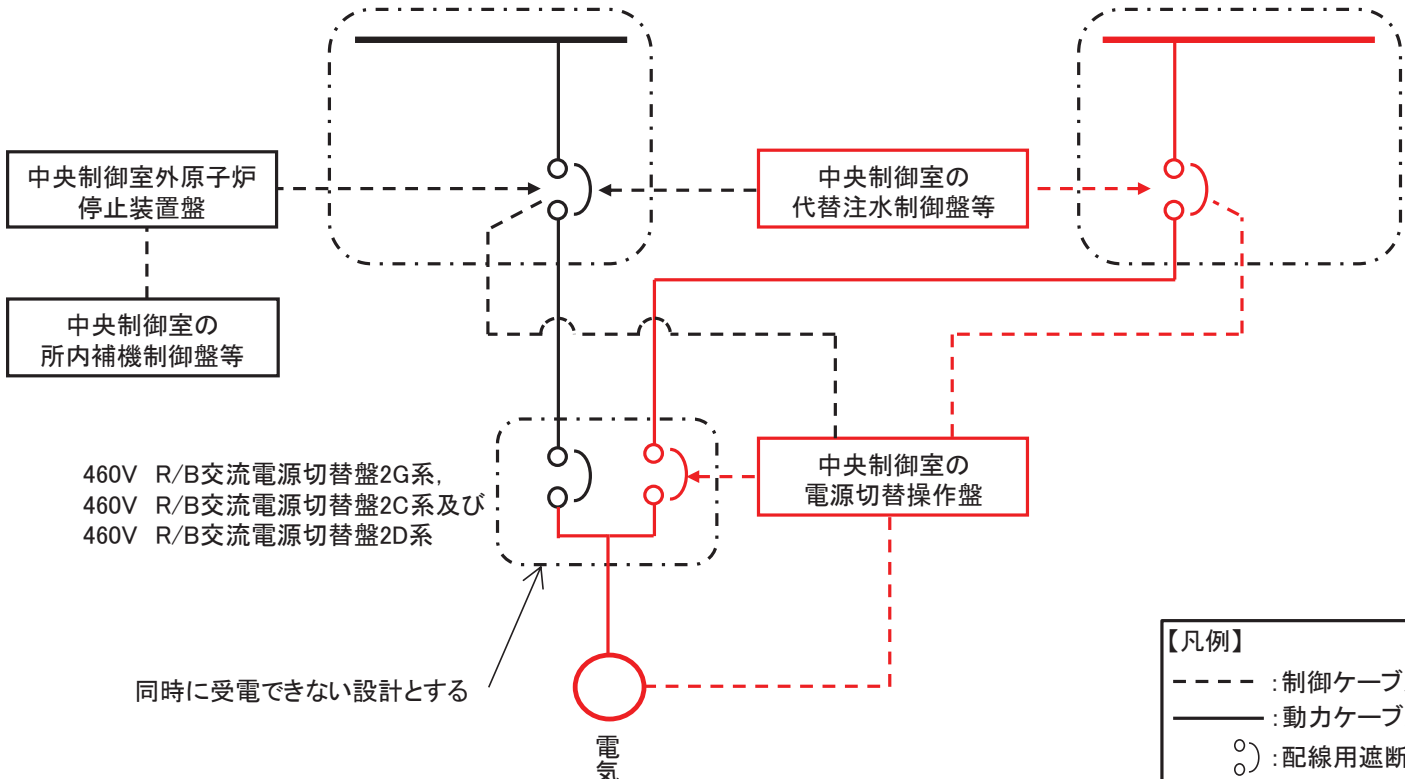 中央制御室外原子炉
停止装置盤
中央制御室の
代替注水制御盤等
中央制御室の
所内補機制御盤等
460V R/B交流電源切替盤2G系,
460V R/B交流電源切替盤2C系及び
460V R/B交流電源切替盤2D系
中央制御室の
電源切替操作盤
同時に受電できない設計とする
電気
【凡例】
:制御ケーブ
:動力ケーブ
:配線用遮断